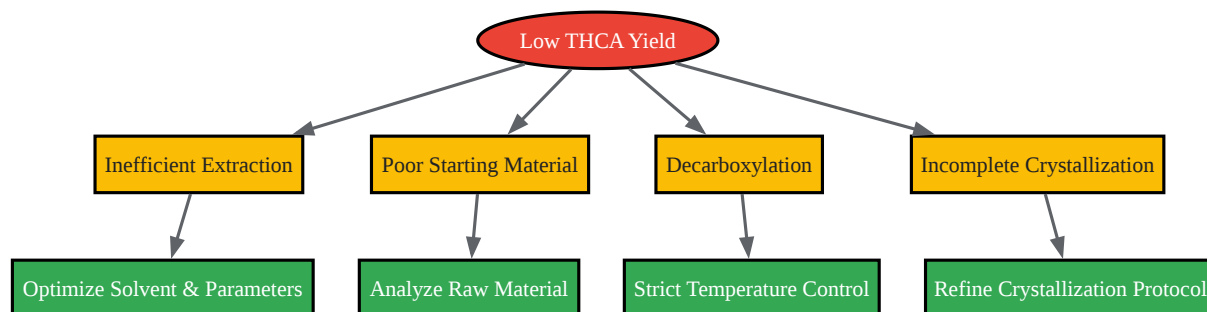 Low THCA Yield
Inefficient Extraction
Poor Starting Material
Decarboxylation
Incomplete Crystallization
Optimize Solvent & Parameters
Analyze Raw Material
Strict Temperature Control
Refine Crystallization Protocol